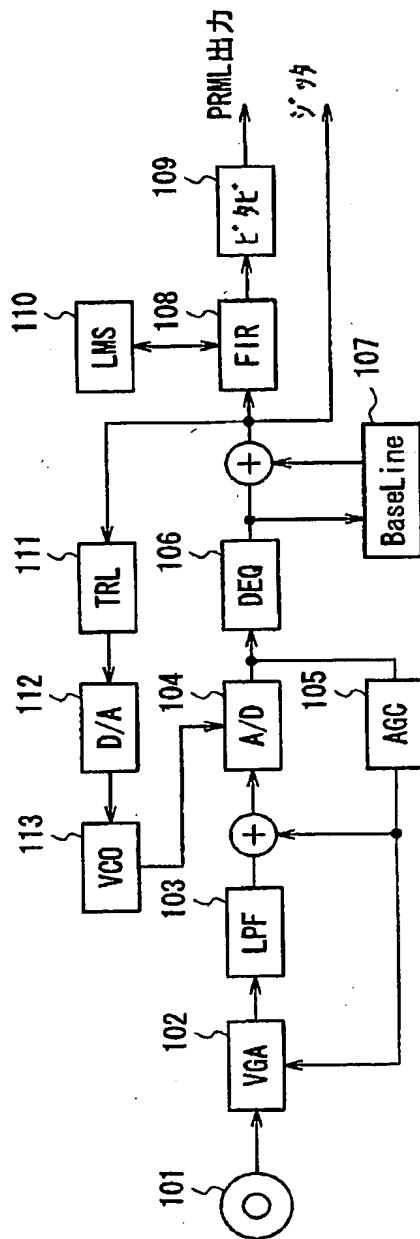 110
LMS
111
TRL
112
D/A
113
VCO
108
FIR
109
ビタビ
PRML出力
ジッタ
106
DEQ
104
A/D
103
LPF
102
VGA
101
105
AGC
107
BaseLine
+
+